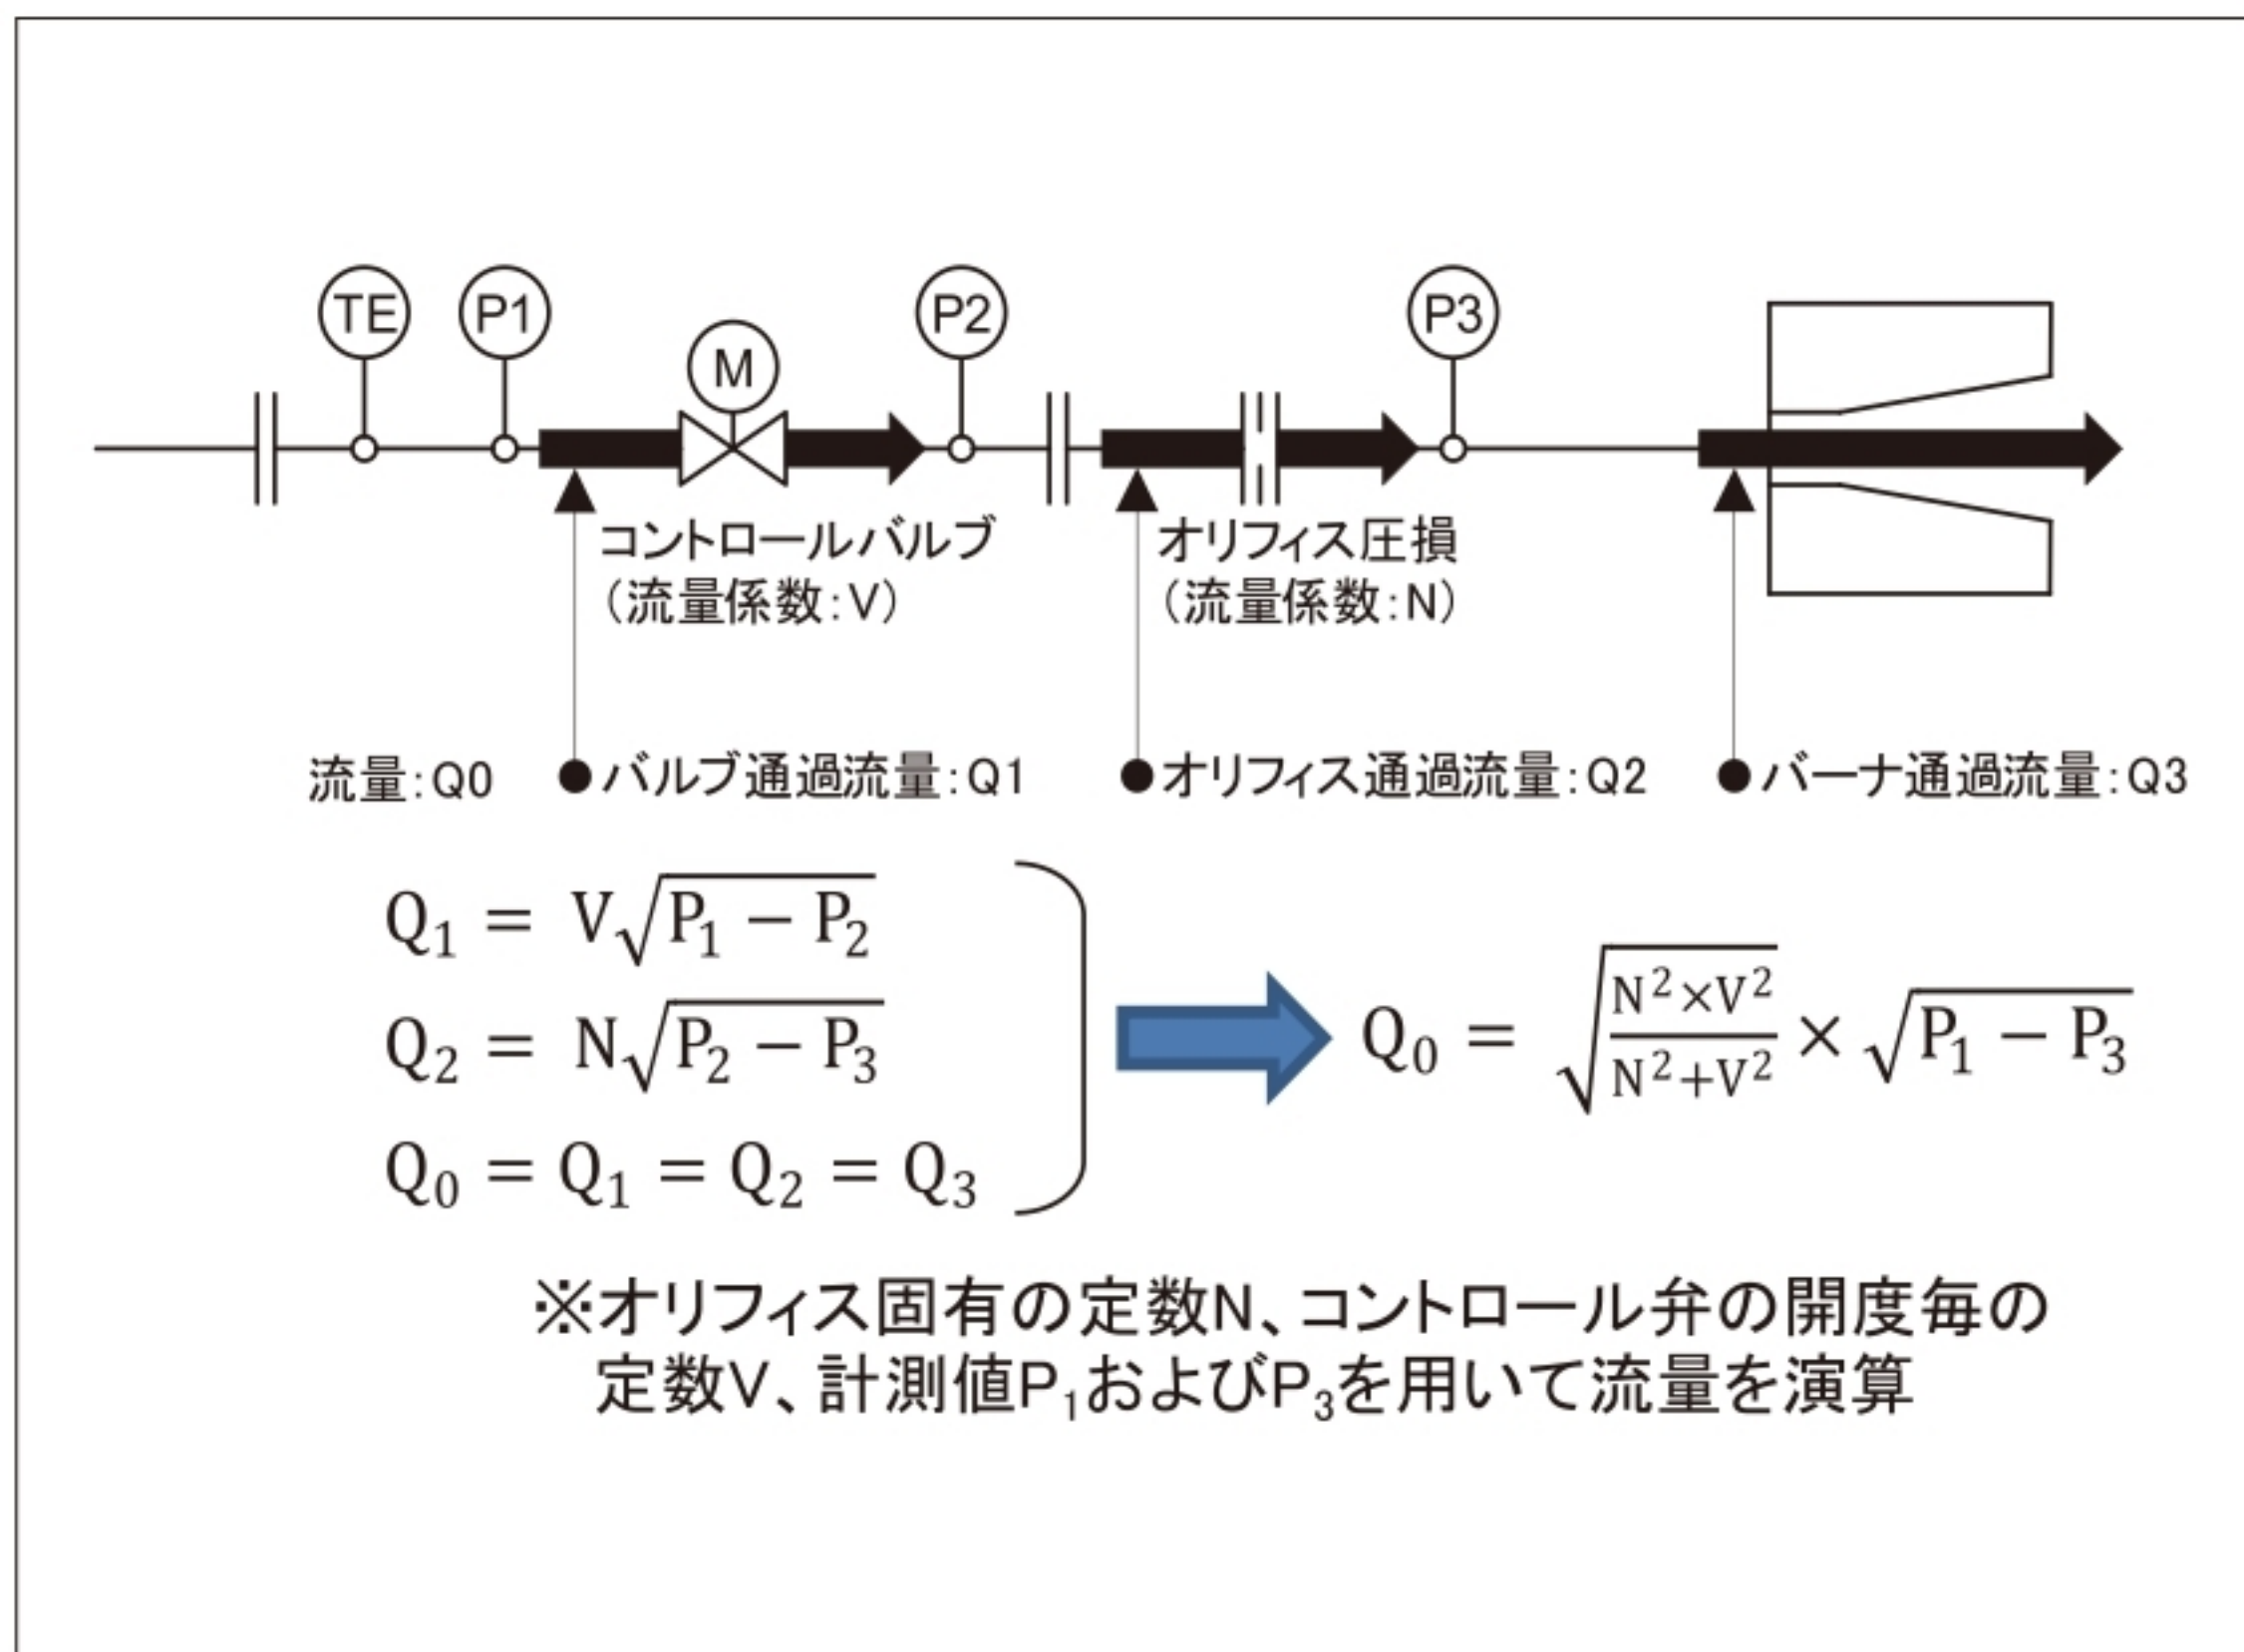 TE P1 M P2 P3
コントロールバルブ
(流量係数:V)
オリフィス圧損
(流量係数:N)
流量:Q0 ●バルブ通過流量:Q1 ●オリフィス通過流量:Q2 ●バーナ通過流量:Q3
Q₁ = V√(P₁ − P₂)
Q₂ = N√(P₂ − P₃)
Q₀ = Q₁ = Q₂ = Q₃
Q₀ = √((N²×V²)/(N²+V²)) × √(P₁ − P₃)
※オリフィス固有の定数N、コントロール弁の開度毎の
定数V、計測値P₁およびP₃を用いて流量を演算